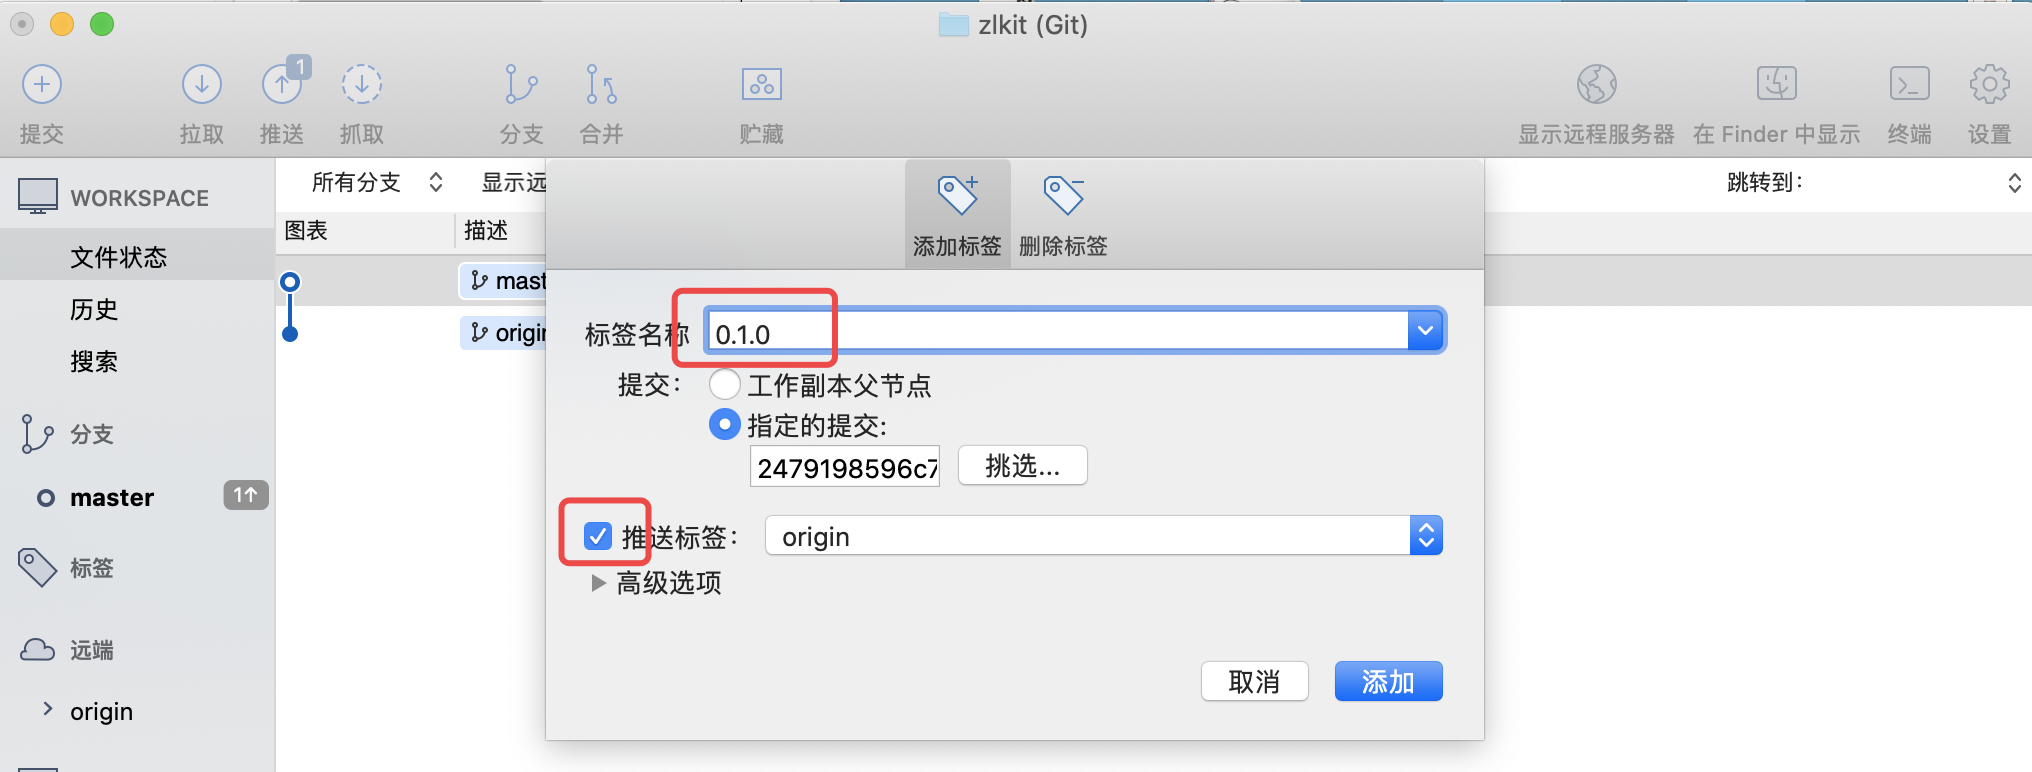 zlkit (Git)
1
提交
拉取
推送
抓取
分支
合并
贮藏
显示远程服务器
在 Finder 中显示
终端
设置
WORKSPACE
文件状态
历史
搜索
分支
master
1↑
标签
远端
origin
所有分支
显示远
跳转到：
图表
描述
mast
origin
添加标签
删除标签
标签名称
0.1.0
提交：
工作副本父节点
指定的提交:
2479198596c7
挑选...
推送标签：
origin
高级选项
取消
添加